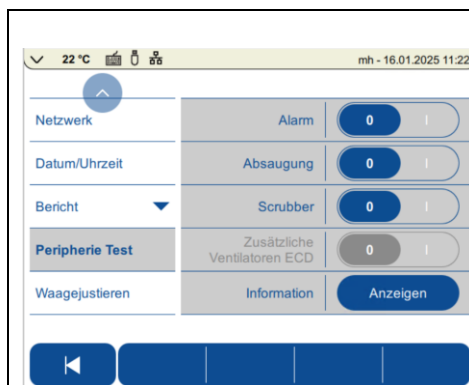 22 °C
mh - 16.01.2025 11:22
Netzwerk
Alarm
0 I
Datum/Uhrzeit
Absaugung
0 I
Bericht
Scrubber
0 I
Peripherie Test
Zusätzliche
Ventilatoren ECD
0 I
Waagejustieren
Information
Anzeigen